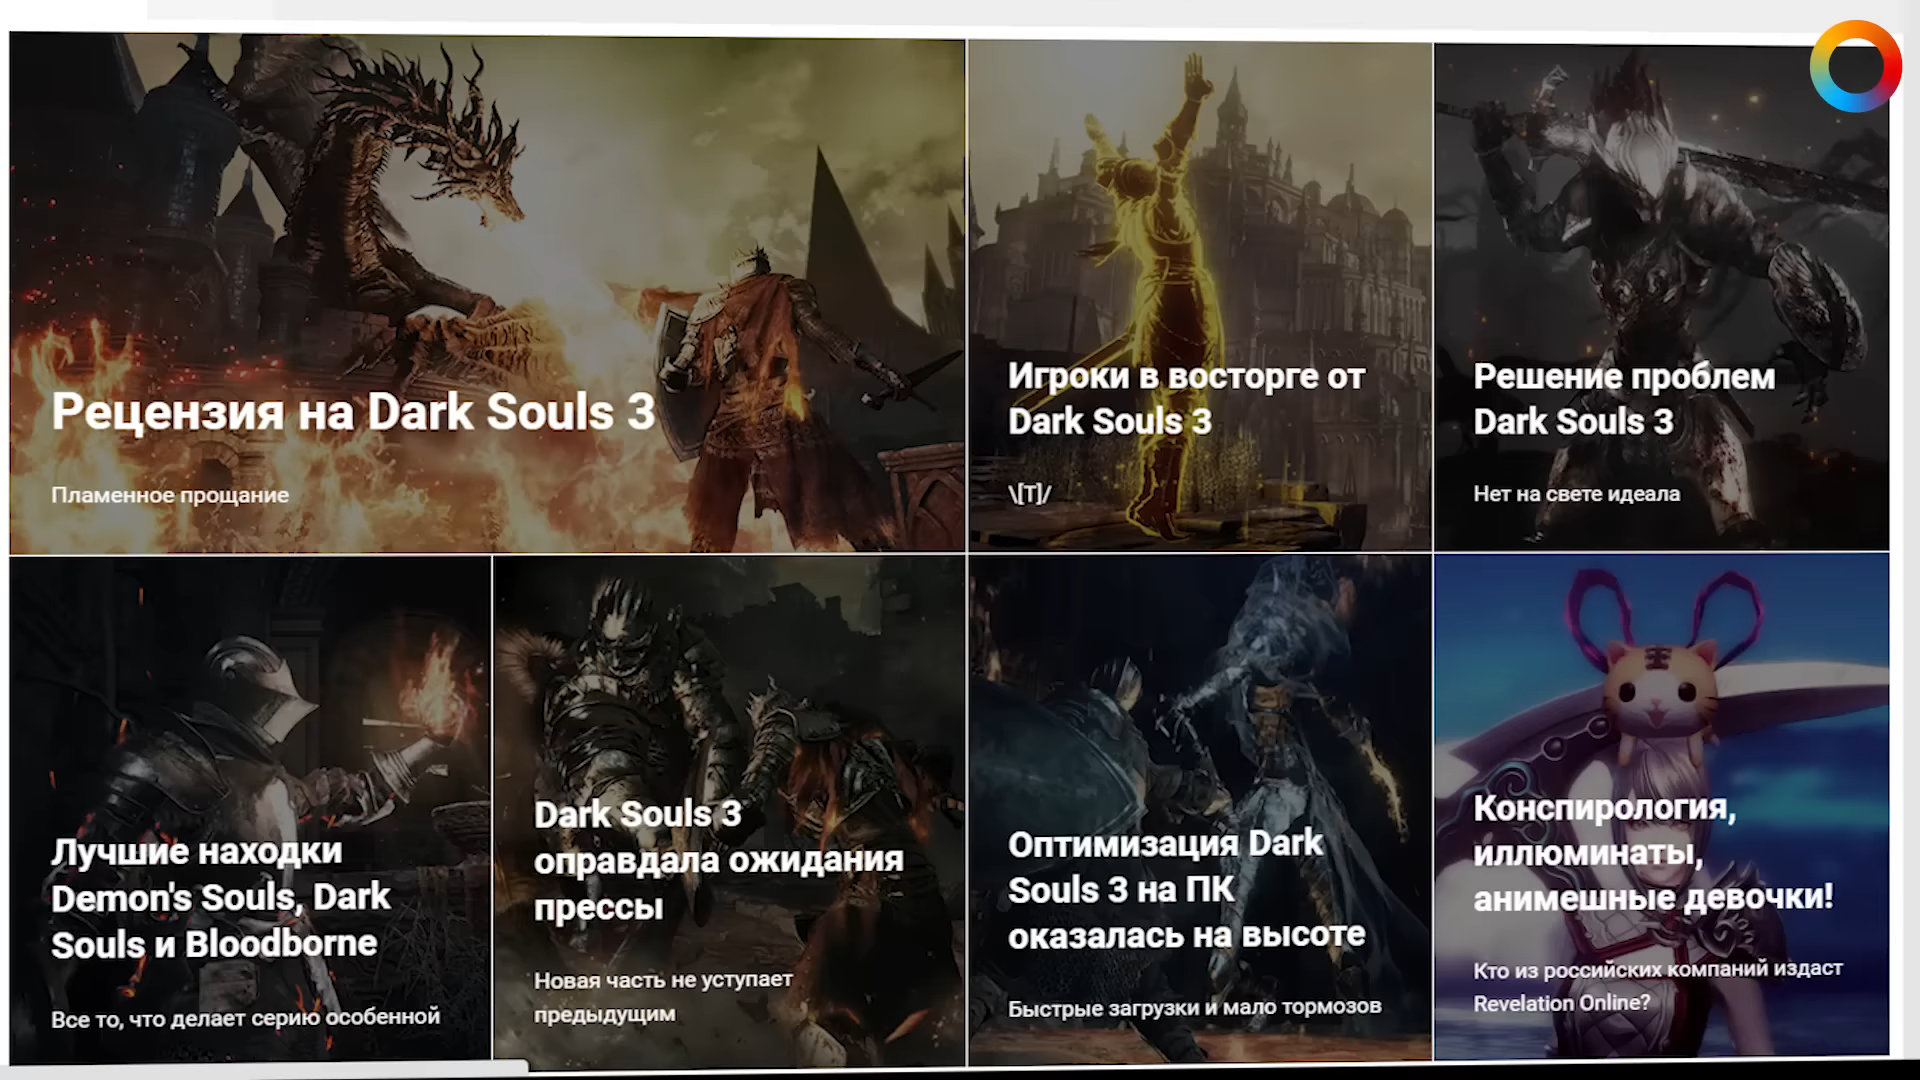 Рецензия на Dark Souls 3
Пламенное прощание
Игроки в восторге от
Dark Souls 3
\[T]/
Решение проблем
Dark Souls 3
Нет на свете идеала
Лучшие находки
Demon's Souls, Dark
Souls и Bloodborne
Все то, что делает серию особенной
Dark Souls 3
оправдала ожидания
прессы
Новая часть не уступает
предыдущим
Оптимизация Dark
Souls 3 на ПК
оказалась на высоте
Быстрые загрузки и мало тормозов
Конспирология,
иллюминаты,
анимешные девочки!
Кто из российских компаний издаст
Revelation Online?